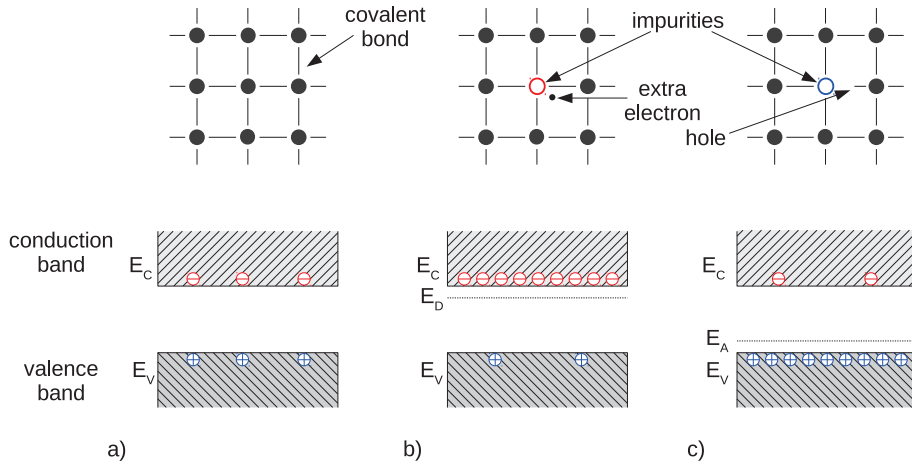 covalent
bond
impurities
extra
electron
hole
conduction
band
E_C
E_C
E_D
E_C
valence
band
E_V
E_V
E_A
E_V
a)
b)
c)